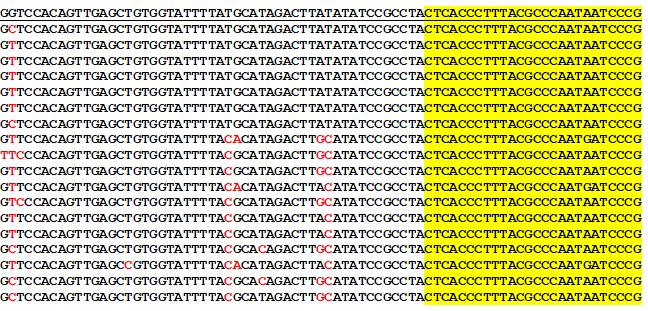 GGTCCACAGTTGAGCTGTGGTATTTTATGCATAGACTTATATATCCGCCTACTCACCCTTTACGCCCAATAATCCCG
GCTCCACAGTTGAGCTGTGGTATTTTATGCATAGACTTATATATCCGCCTACTCACCCTTTACGCCCAATAATCCCG
GTTCCACAGTTGAGCTGTGGTATTTTATGCATAGACTTATATATCCGCCTACTCACCCTTTACGCCCAATAATCCCG
GTTCCACAGTTGAGCTGTGGTATTTTATGCATAGACTTATATATCCGCCTACTCACCCTTTACGCCCAATAATCCCG
GTTCCACAGTTGAGCTGTGGTATTTTATGCATAGACTTATATATCCGCCTACTCACCCTTTACGCCCAATAATCCCG
GTTCCACAGTTGAGCTGTGGTATTTTATGCATAGACTTATATATCCGCCTACTCACCCTTTACGCCCAATAATCCCG
GTTCCACAGTTGAGCTGTGGTATTTTATGCATAGACTTATATATCCGCCTACTCACCCTTTACGCCCAATAATCCCG
GCTCCACAGTTGAGCTGTGGTATTTTATGCATAGACTTATATATCCGCCTACTCACCCTTTACGCCCAATAATCCCG
GTTCCACAGTTGAGCTGTGGTATTTTACACATAGACTTGCATATCCGCCTACTCACCCTTTACGCCCAATGATCCCG
TTCCCACAGTTGAGCTGTGGTATTTTACGCATAGACTTGCATATCCGCCTACTCACCCTTTACGCCCAATAATCCCG
GTTCCACAGTTGAGCTGTGGTATTTTACGCATAGACTTGCATATCCGCCTACTCACCCTTTACGCCCAATAATCCCG
GTTCCACAGTTGAGCTGTGGTATTTTACACATAGACTTACATATCCGCCTACTCACCCTTTACGCCCAATGATCCCG
GTCCCACAGTTGAGCTGTGGTATTTTACGCATAGACTTGCATATCCGCCTACTCACCCTTTACGCCCAATAATCCCG
GTTCCACAGTTGAGCTGTGGTATTTTACGCATAGACTTACATATCCGCCTACTCACCCTTTACGCCCAATAATCCCG
GTTCCACAGTTGAGCTGTGGTATTTTACGCATAGACTTACATATCCGCCTACTCACCCTTTACGCCCAATAATCCCG
GCTCCACAGTTGAGCTGTGGTATTTTACGCACAGACTTGCATATCCGCCTACTCACCCTTTACGCCCAATAATCCCG
GTTCCACAGTTGAGCCGTGGTATTTTACACATAGACTTACATATCCGCCTACTCACCCTTTACGCCCAATGATCCCG
GCTCCACAGTTGAGCTGTGGTATTTTACGCACAGACTTGCATATCCGCCTACTCACCCTTTACGCCCAATAATCCCG
GCTCCACAGTTGAGCTGTGGTATTTTACGCATAGACTTGCATATCCGCCTACTCACCCTTTACGCCCAATAATCCCG